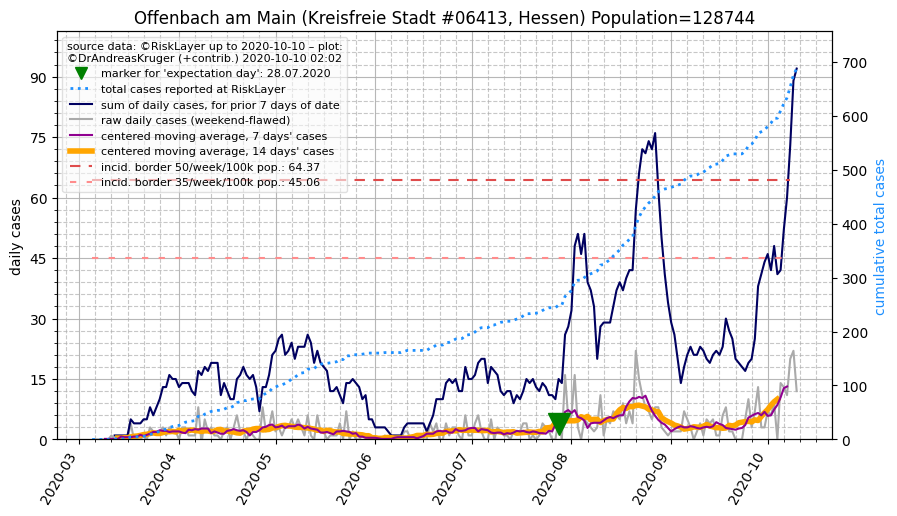 Offenbach am Main (Kreisfreie Stadt #06413, Hessen) Population=128744
source data: ©RiskLayer up to 2020-10-10 – plot:
©DrAndreasKruger (+contrib.) 2020-10-10 02:02
marker for 'expectation day': 28.07.2020
total cases reported at RiskLayer
sum of daily cases, for prior 7 days of date
raw daily cases (weekend-flawed)
centered moving average, 7 days' cases
centered moving average, 14 days' cases
incid. border 50/week/100k pop.: 64.37
incid. border 35/week/100k pop.: 45.06
daily cases
90
75
60
45
30
15
0
cumulative total cases
700
600
500
400
300
200
100
0
2020-03
2020-04
2020-05
2020-06
2020-07
2020-08
2020-09
2020-10